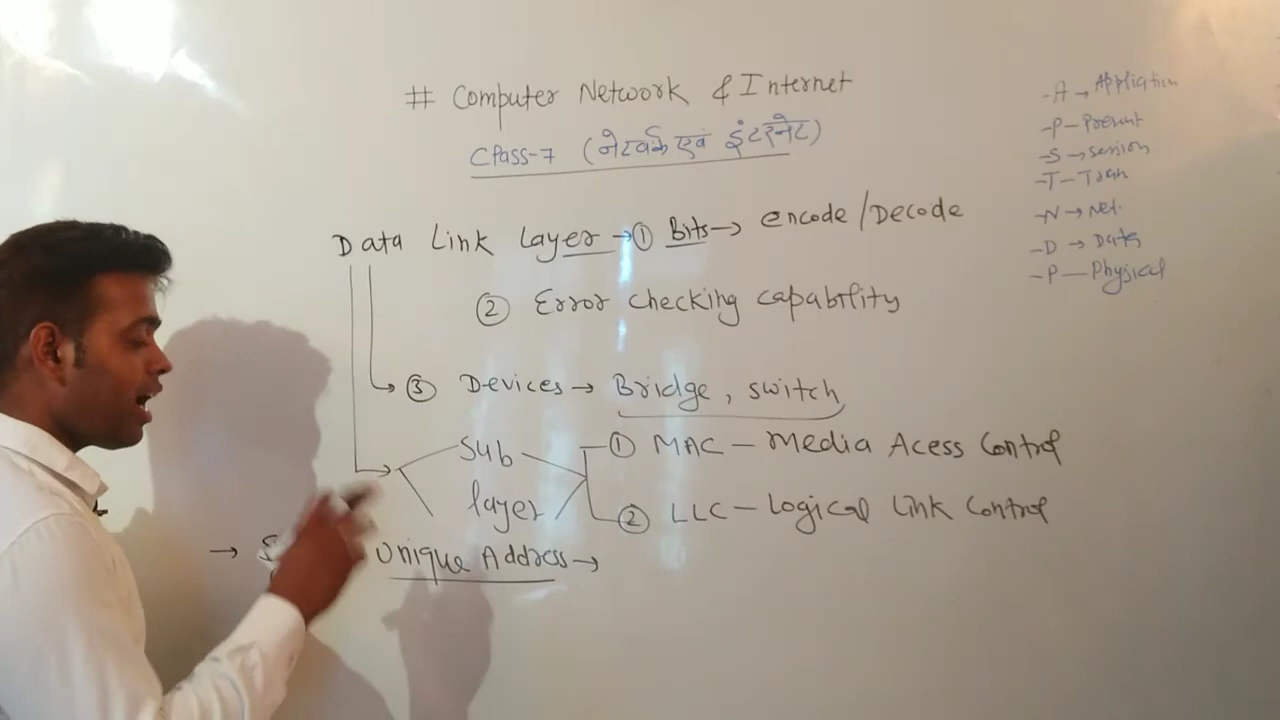 # Computer Network & Internet
Class-7 (नेटवर्क एवं इंटरनेट)
Data Link Layer → ① Bits → encode/Decode
② Error checking capability
③ Devices → Bridge, switch
Sub layer
① MAC - Media Acess Control
② LLC - Logical Link Control
→ Unique Address →
- A → Application
- P - Present
- S → session
- T - Tran
- N → Net.
- D → Data
- P - Physical